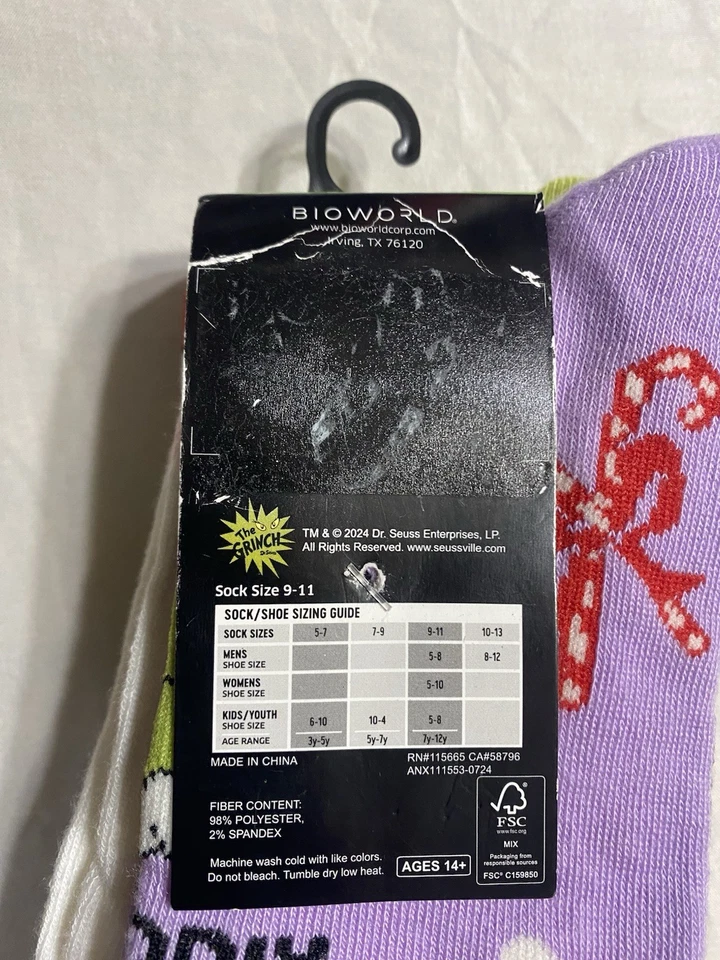 BIOWORLD®
www.bioworldcorp.com
Irving, TX 76120
The GRINCH
Dr. Seuss
TM & © 2024 Dr. Seuss Enterprises, LP.
All Rights Reserved. www.seussville.com
Sock Size 9-11
SOCK/SHOE SIZING GUIDE
SOCK SIZES 5-7 7-9 9-11 10-13
MENS SHOE SIZE 5-8 8-12
WOMENS SHOE SIZE 5-10
KIDS/YOUTH SHOE SIZE 6-10 10-4 5-8
AGE RANGE 3y-5y 5y-7y 7y-12y
MADE IN CHINA
RN#115665 CA#58796
ANX111553-0724
FIBER CONTENT:
98% POLYESTER,
2% SPANDEX
Machine wash cold with like colors.
Do not bleach. Tumble dry low heat.
AGES 14+
FSC
www.fsc.org
MIX
Packaging from
responsible sources
FSC® C159850